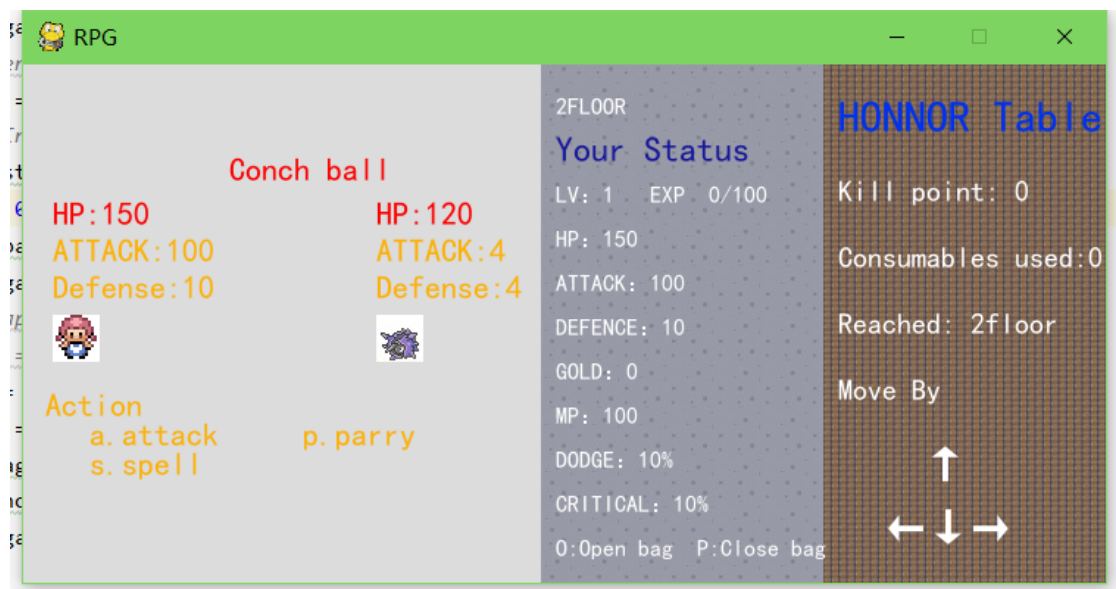 RPG
Conch ball
HP:150 HP:120
ATTACK:100 ATTACK:4
Defense:10 Defense:4
Action
a.attack p.parry
s.spell
2FLOOR
Your Status
LV: 1 EXP 0/100
HP: 150
ATTACK: 100
DEFENCE: 10
GOLD: 0
MP: 100
DODGE: 10%
CRITICAL: 10%
O:Open bag P:Close bag
HONNOR Table
Kill point: 0
Consumables used:0
Reached: 2floor
Move By
↑
←↓→